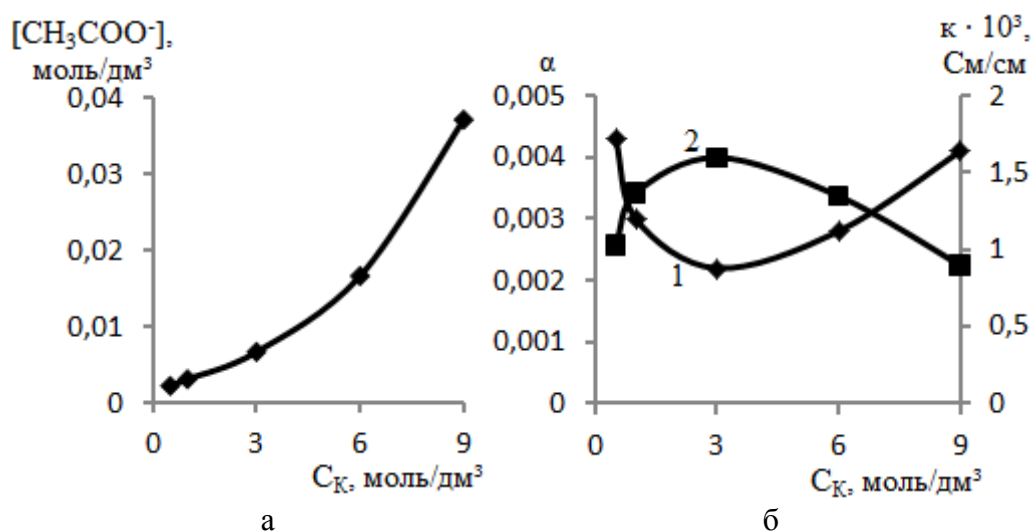 [CH₃COO⁻],
моль/дм³
0,04
0,03
0,02
0,01
0
0 3 6 9
Cᴋ, моль/дм³
а
α
0,005
0,004
0,003
0,002
0,001
0
к · 10³,
См/см
2
1,5
1
0,5
0
2
1
0 3 6 9
Cᴋ, моль/дм³
б